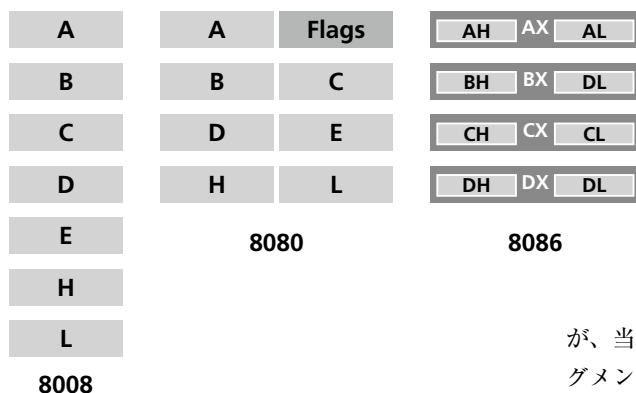 A A Flags AH AX AL
B B C BH BX DL
C D E CH CX CL
D H L DH DX DL
E 8080 8086
H
L
8008
が、当
グメン